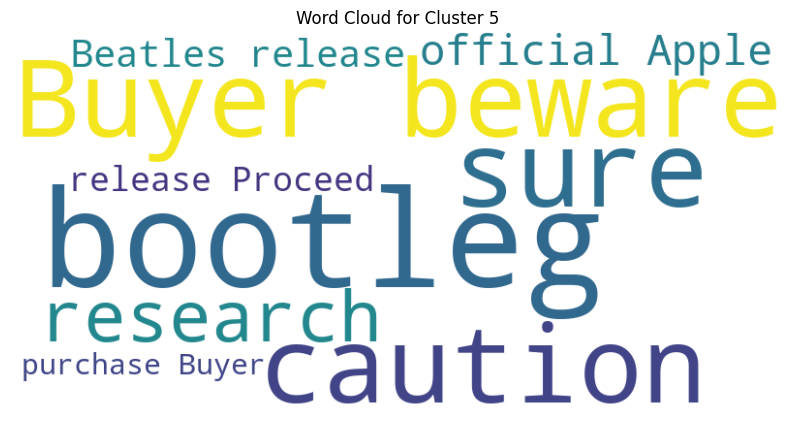 Word Cloud for Cluster 5
Beatles release official Apple
Buyer beware
sure
release Proceed
bootleg
research
caution
purchase Buyer